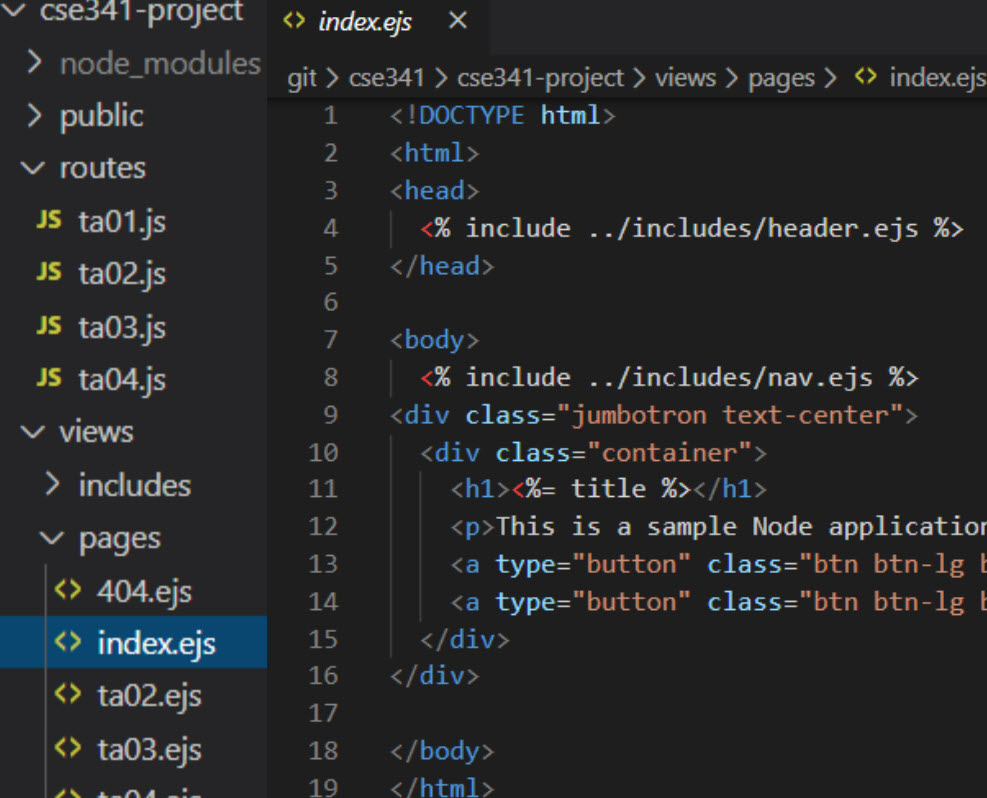 cse341-project
node_modules
public
routes
JS ta01.js
JS ta02.js
JS ta03.js
JS ta04.js
views
includes
pages
<> 404.ejs
<> index.ejs
<> ta02.ejs
<> ta03.ejs
<> ta04.ejs
<> index.ejs ×
git > cse341 > cse341-project > views > pages > <> index.ejs
1 <!DOCTYPE html>
2 <html>
3 <head>
4 <% include ../includes/header.ejs %>
5 </head>
6
7 <body>
8 <% include ../includes/nav.ejs %>
9 <div class="jumbotron text-center">
10 <div class="container">
11 <h1><%= title %></h1>
12 <p>This is a sample Node application
13 <a type="button" class="btn btn-lg b
14 <a type="button" class="btn btn-lg b
15 </div>
16 </div>
17
18 </body>
19 </html>